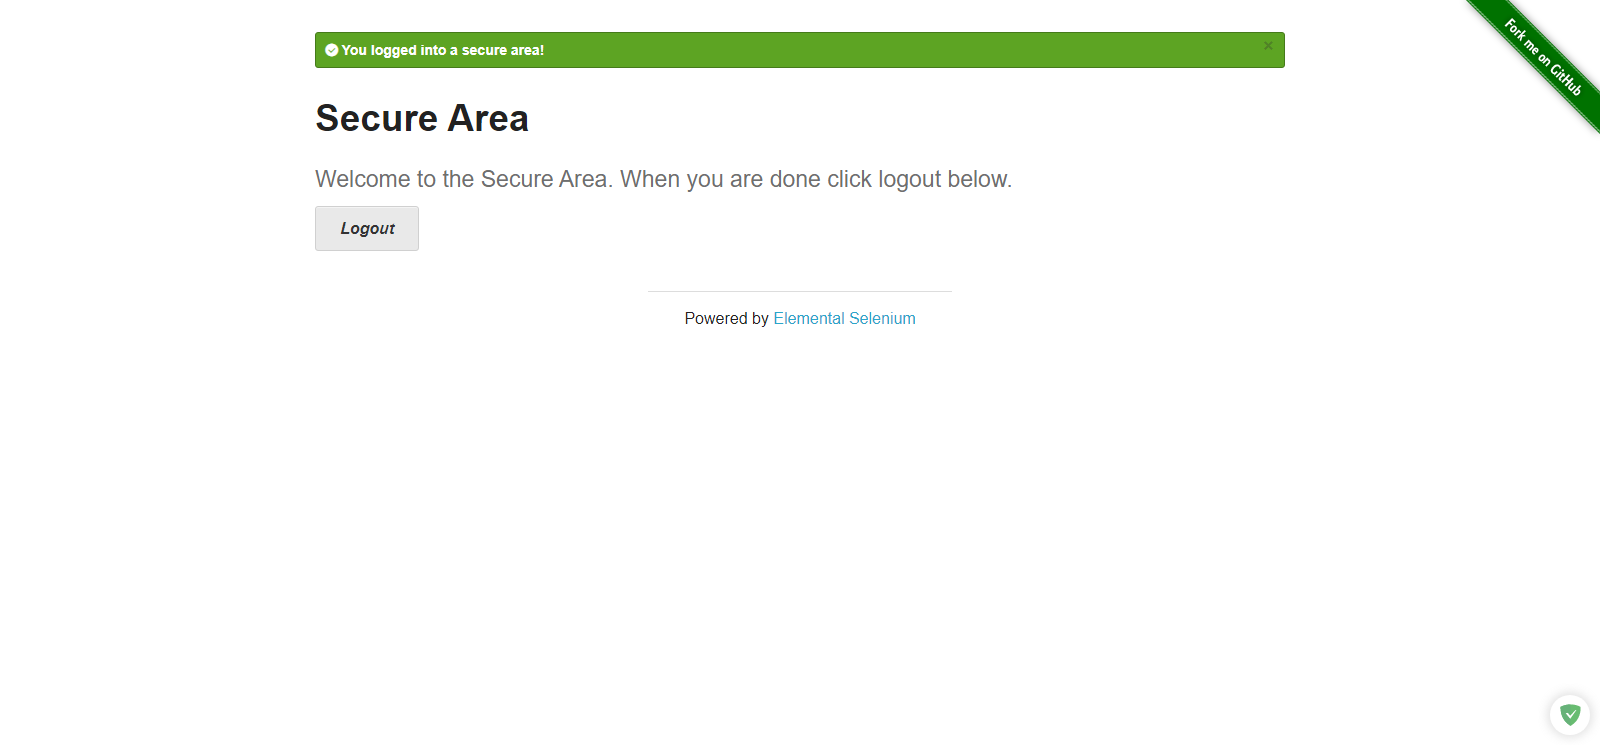 You logged into a secure area!
×
Fork me on GitHub
Secure Area
Welcome to the Secure Area. When you are done click logout below.
Logout
Powered by Elemental Selenium